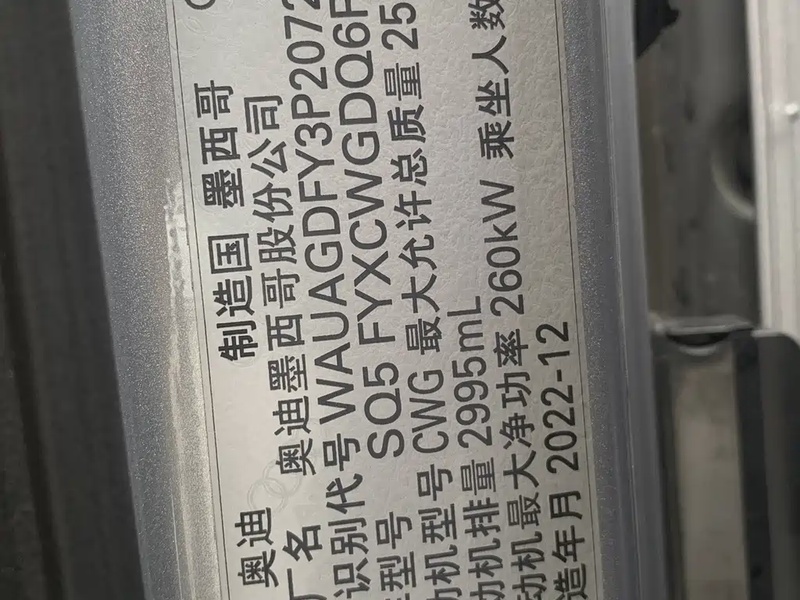 奥迪 制造国 墨西哥
厂名 奥迪墨西哥股份公司
识别代号 WAUAGDFY3P2072
型号 SQ5 FYXCWGDQ6F
动机型号 CWG 最大允许总质量 25
动机排量 2995mL
动机最大净功率 260kW 乘坐人数
造年月 2022-12